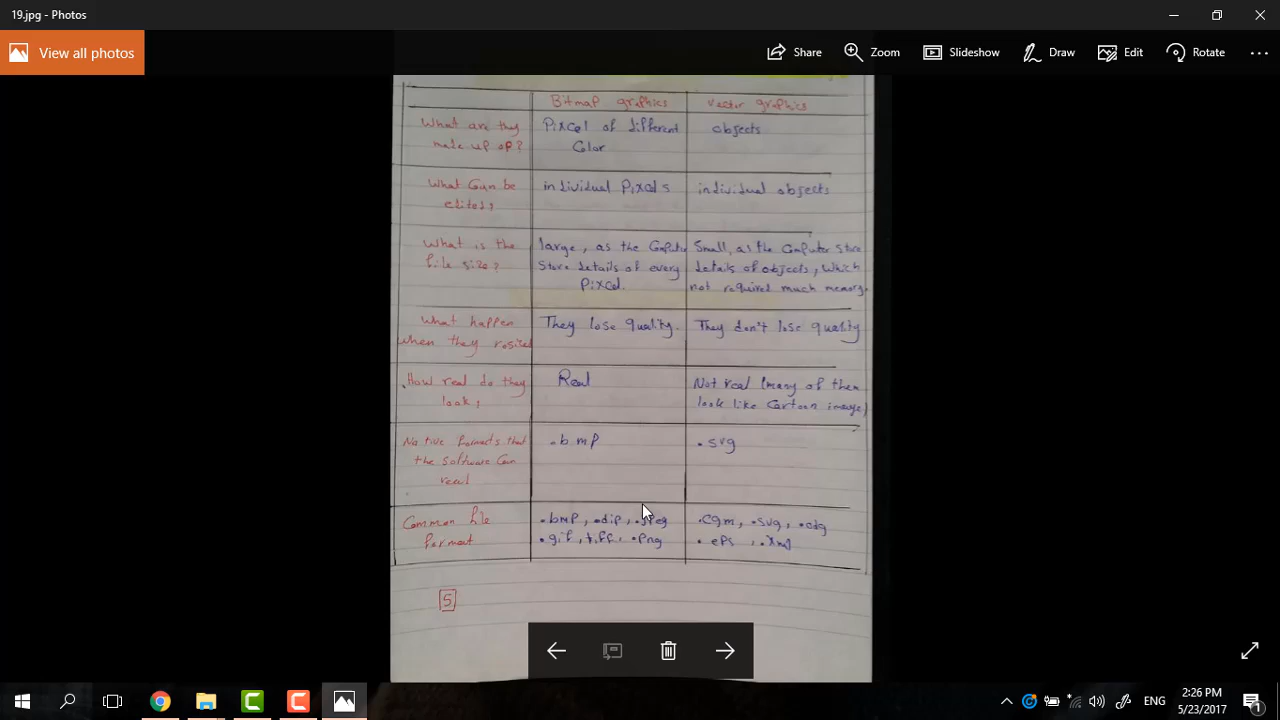 19.jpg - Photos
View all photos
Share
Zoom
Slideshow
Draw
Edit
Rotate
Bitmap graphics
Vector graphics
What are they
made up of?
Pixcel of different
Color
objects
What Can be
edited?
individual Pixcels
individual objects
What is the
file size?
large, as the Computer
Store details of every
Pixcel.
Small, as the Computer store
details of objects, which
not required much memory.
What happen
when they resized
They lose quality.
They don't lose quality
How real do they
look;
Real
Not real (many of them
look like Cartoon image)
Native formats that
the software Can
read
.bmp
.svg
Common file
format
.bmp, .dip, .jpeg
.gif, tiff, .png
.cgm, .svg, .odg
.eps, .xml
5
ENG
2:26 PM
5/23/2017
1